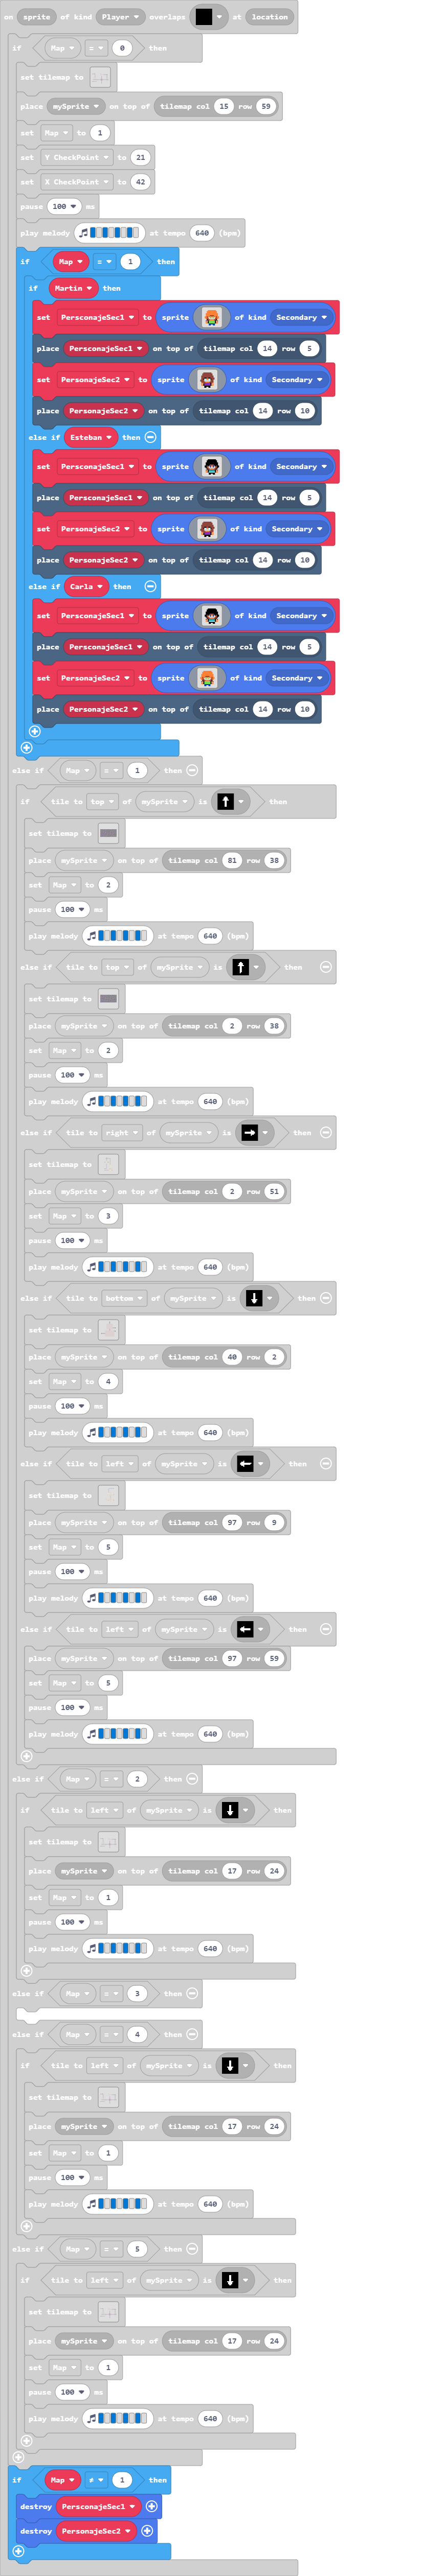 on sprite of kind Player overlaps at location
if Map = 0 then
set tilemap to
place mySprite on top of tilemap col 15 row 59
set Map to 1
set Y CheckPoint to 21
set X CheckPoint to 42
pause 100 ms
play melody at tempo 640 (bpm)
if Map = 1 then
if Martin then
set PersconajeSec1 to sprite of kind Secondary
place PersconajeSec1 on top of tilemap col 14 row 5
set PersonajeSec2 to sprite of kind Secondary
place PersonajeSec2 on top of tilemap col 14 row 10
else if Esteban then
set PersconajeSec1 to sprite of kind Secondary
place PersconajeSec1 on top of tilemap col 14 row 5
set PersonajeSec2 to sprite of kind Secondary
place PersonajeSec2 on top of tilemap col 14 row 10
else if Carla then
set PersconajeSec1 to sprite of kind Secondary
place PersconajeSec1 on top of tilemap col 14 row 5
set PersonajeSec2 to sprite of kind Secondary
place PersonajeSec2 on top of tilemap col 14 row 10
else if Map = 1 then
if tile to top of mySprite is then
set tilemap to
place mySprite on top of tilemap col 81 row 38
set Map to 2
pause 100 ms
play melody at tempo 640 (bpm)
else if tile to top of mySprite is then
set tilemap to
place mySprite on top of tilemap col 2 row 38
set Map to 2
pause 100 ms
play melody at tempo 640 (bpm)
else if tile to right of mySprite is then
set tilemap to
place mySprite on top of tilemap col 2 row 51
set Map to 3
pause 100 ms
play melody at tempo 640 (bpm)
else if tile to bottom of mySprite is then
set tilemap to
place mySprite on top of tilemap col 40 row 2
set Map to 4
pause 100 ms
play melody at tempo 640 (bpm)
else if tile to left of mySprite is then
set tilemap to
place mySprite on top of tilemap col 97 row 9
set Map to 5
pause 100 ms
play melody at tempo 640 (bpm)
else if tile to left of mySprite is then
place mySprite on top of tilemap col 97 row 59
set Map to 5
pause 100 ms
play melody at tempo 640 (bpm)
else if Map = 2 then
if tile to left of mySprite is then
set tilemap to
place mySprite on top of tilemap col 17 row 24
set Map to 1
pause 100 ms
play melody at tempo 640 (bpm)
else if Map = 3 then
else if Map = 4 then
if tile to left of mySprite is then
set tilemap to
place mySprite on top of tilemap col 17 row 24
set Map to 1
pause 100 ms
play melody at tempo 640 (bpm)
else if Map = 5 then
if tile to left of mySprite is then
set tilemap to
place mySprite on top of tilemap col 17 row 24
set Map to 1
pause 100 ms
play melody at tempo 640 (bpm)
if Map ≠ 1 then
destroy PersconajeSec1
destroy PersonajeSec2